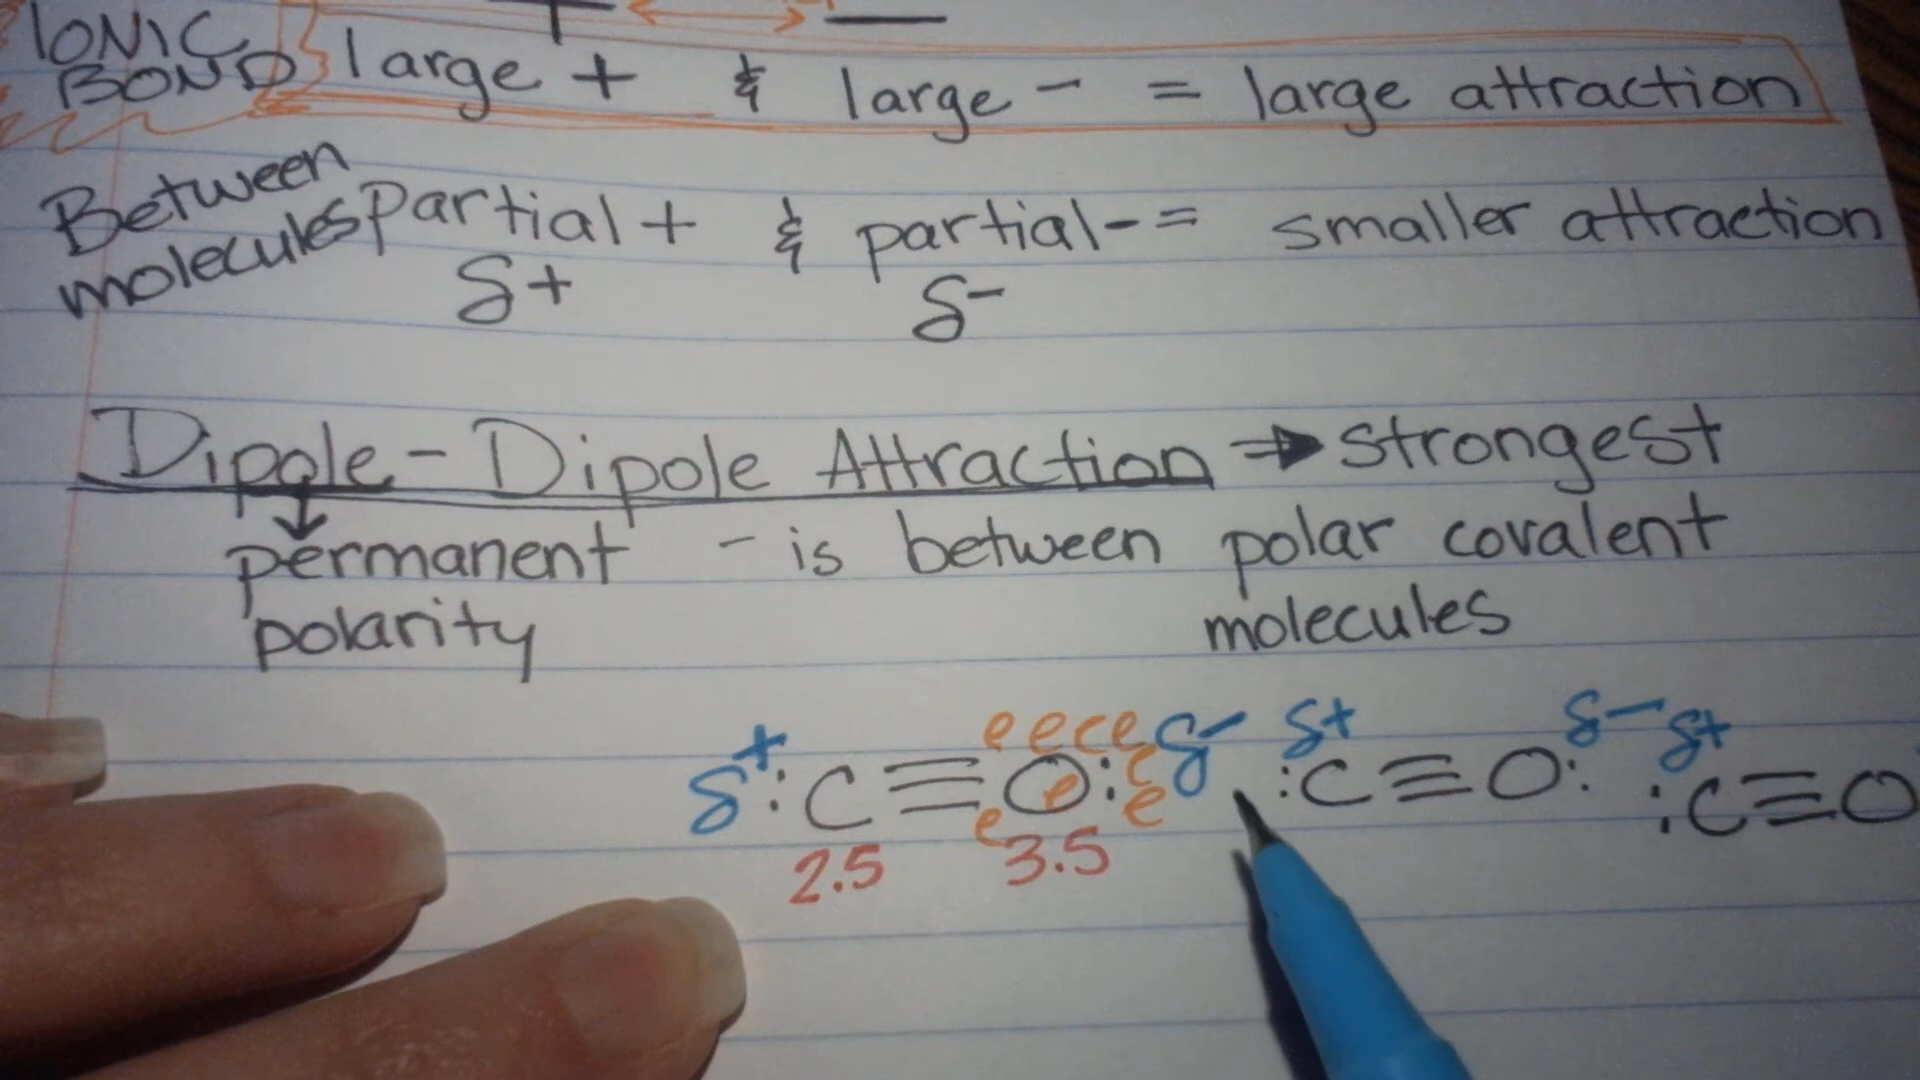 IONIC
BOND large + & large - = large attraction
Between
molecules partial + & partial - = smaller attraction
δ+ δ-
Dipole - Dipole Attraction → strongest
permanent - is between polar covalent
polarity molecules
δ+ :C≡O: δ- δ+ :C≡O: δ- δ+ :C≡O
e e e e e e e e
2.5 3.5